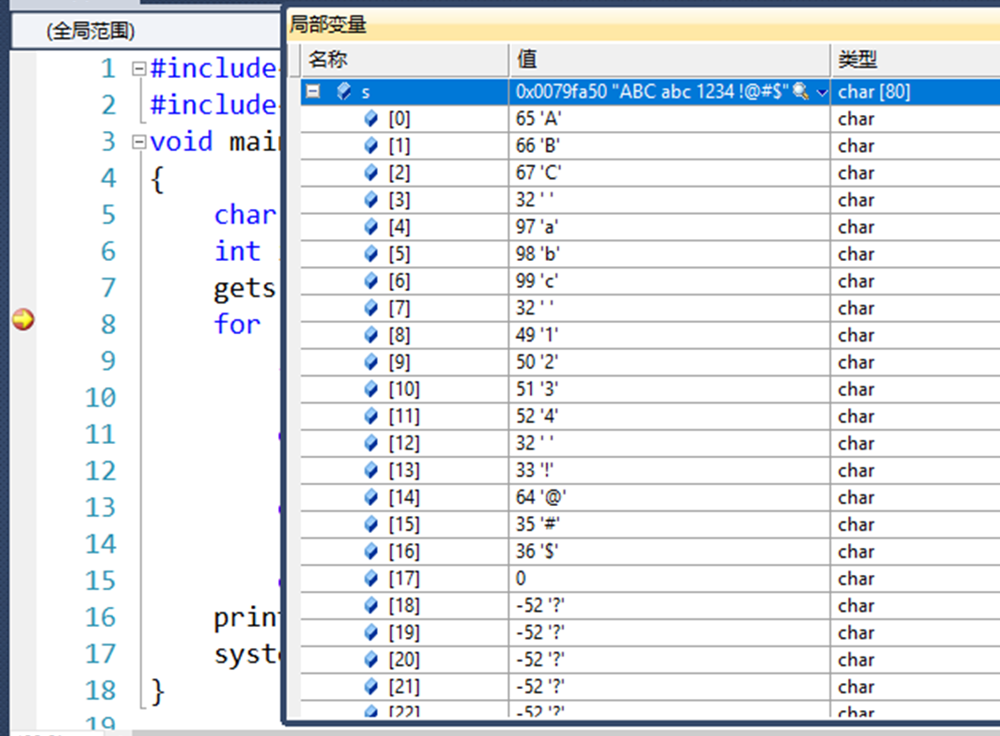 (全局范围)
1 #include
2 #include
3 void main
4 {
5 char
6 int
7 gets
8 for
9
10
11
12
13
14
15
16 print
17 syste
18 }
19
局部变量
名称 值 类型
s 0x0079fa50 "ABC abc 1234 !@#$" char [80]
[0] 65 'A' char
[1] 66 'B' char
[2] 67 'C' char
[3] 32 ' ' char
[4] 97 'a' char
[5] 98 'b' char
[6] 99 'c' char
[7] 32 ' ' char
[8] 49 '1' char
[9] 50 '2' char
[10] 51 '3' char
[11] 52 '4' char
[12] 32 ' ' char
[13] 33 '!' char
[14] 64 '@' char
[15] 35 '#' char
[16] 36 '$' char
[17] 0 char
[18] -52 '?' char
[19] -52 '?' char
[20] -52 '?' char
[21] -52 '?' char
[22] -52 '?' char